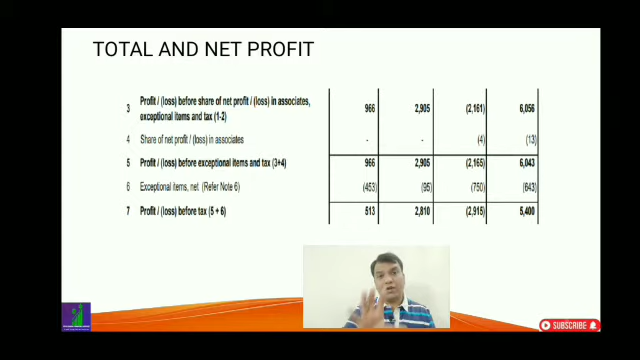 TOTAL AND NET PROFIT
3 Profit / (loss) before share of net profit / (loss) in associates, exceptional items and tax (1-2) 966 2,905 (2,161) 6,056
4 Share of net profit / (loss) in associates - - (4) (13)
5 Profit / (loss) before exceptional items and tax (3+4) 966 2,905 (2,165) 6,043
6 Exceptional items, net (Refer Note 6) (453) (95) (750) (643)
7 Profit / (loss) before tax (5 + 6) 513 2,810 (2,915) 5,400
SUBSCRIBE